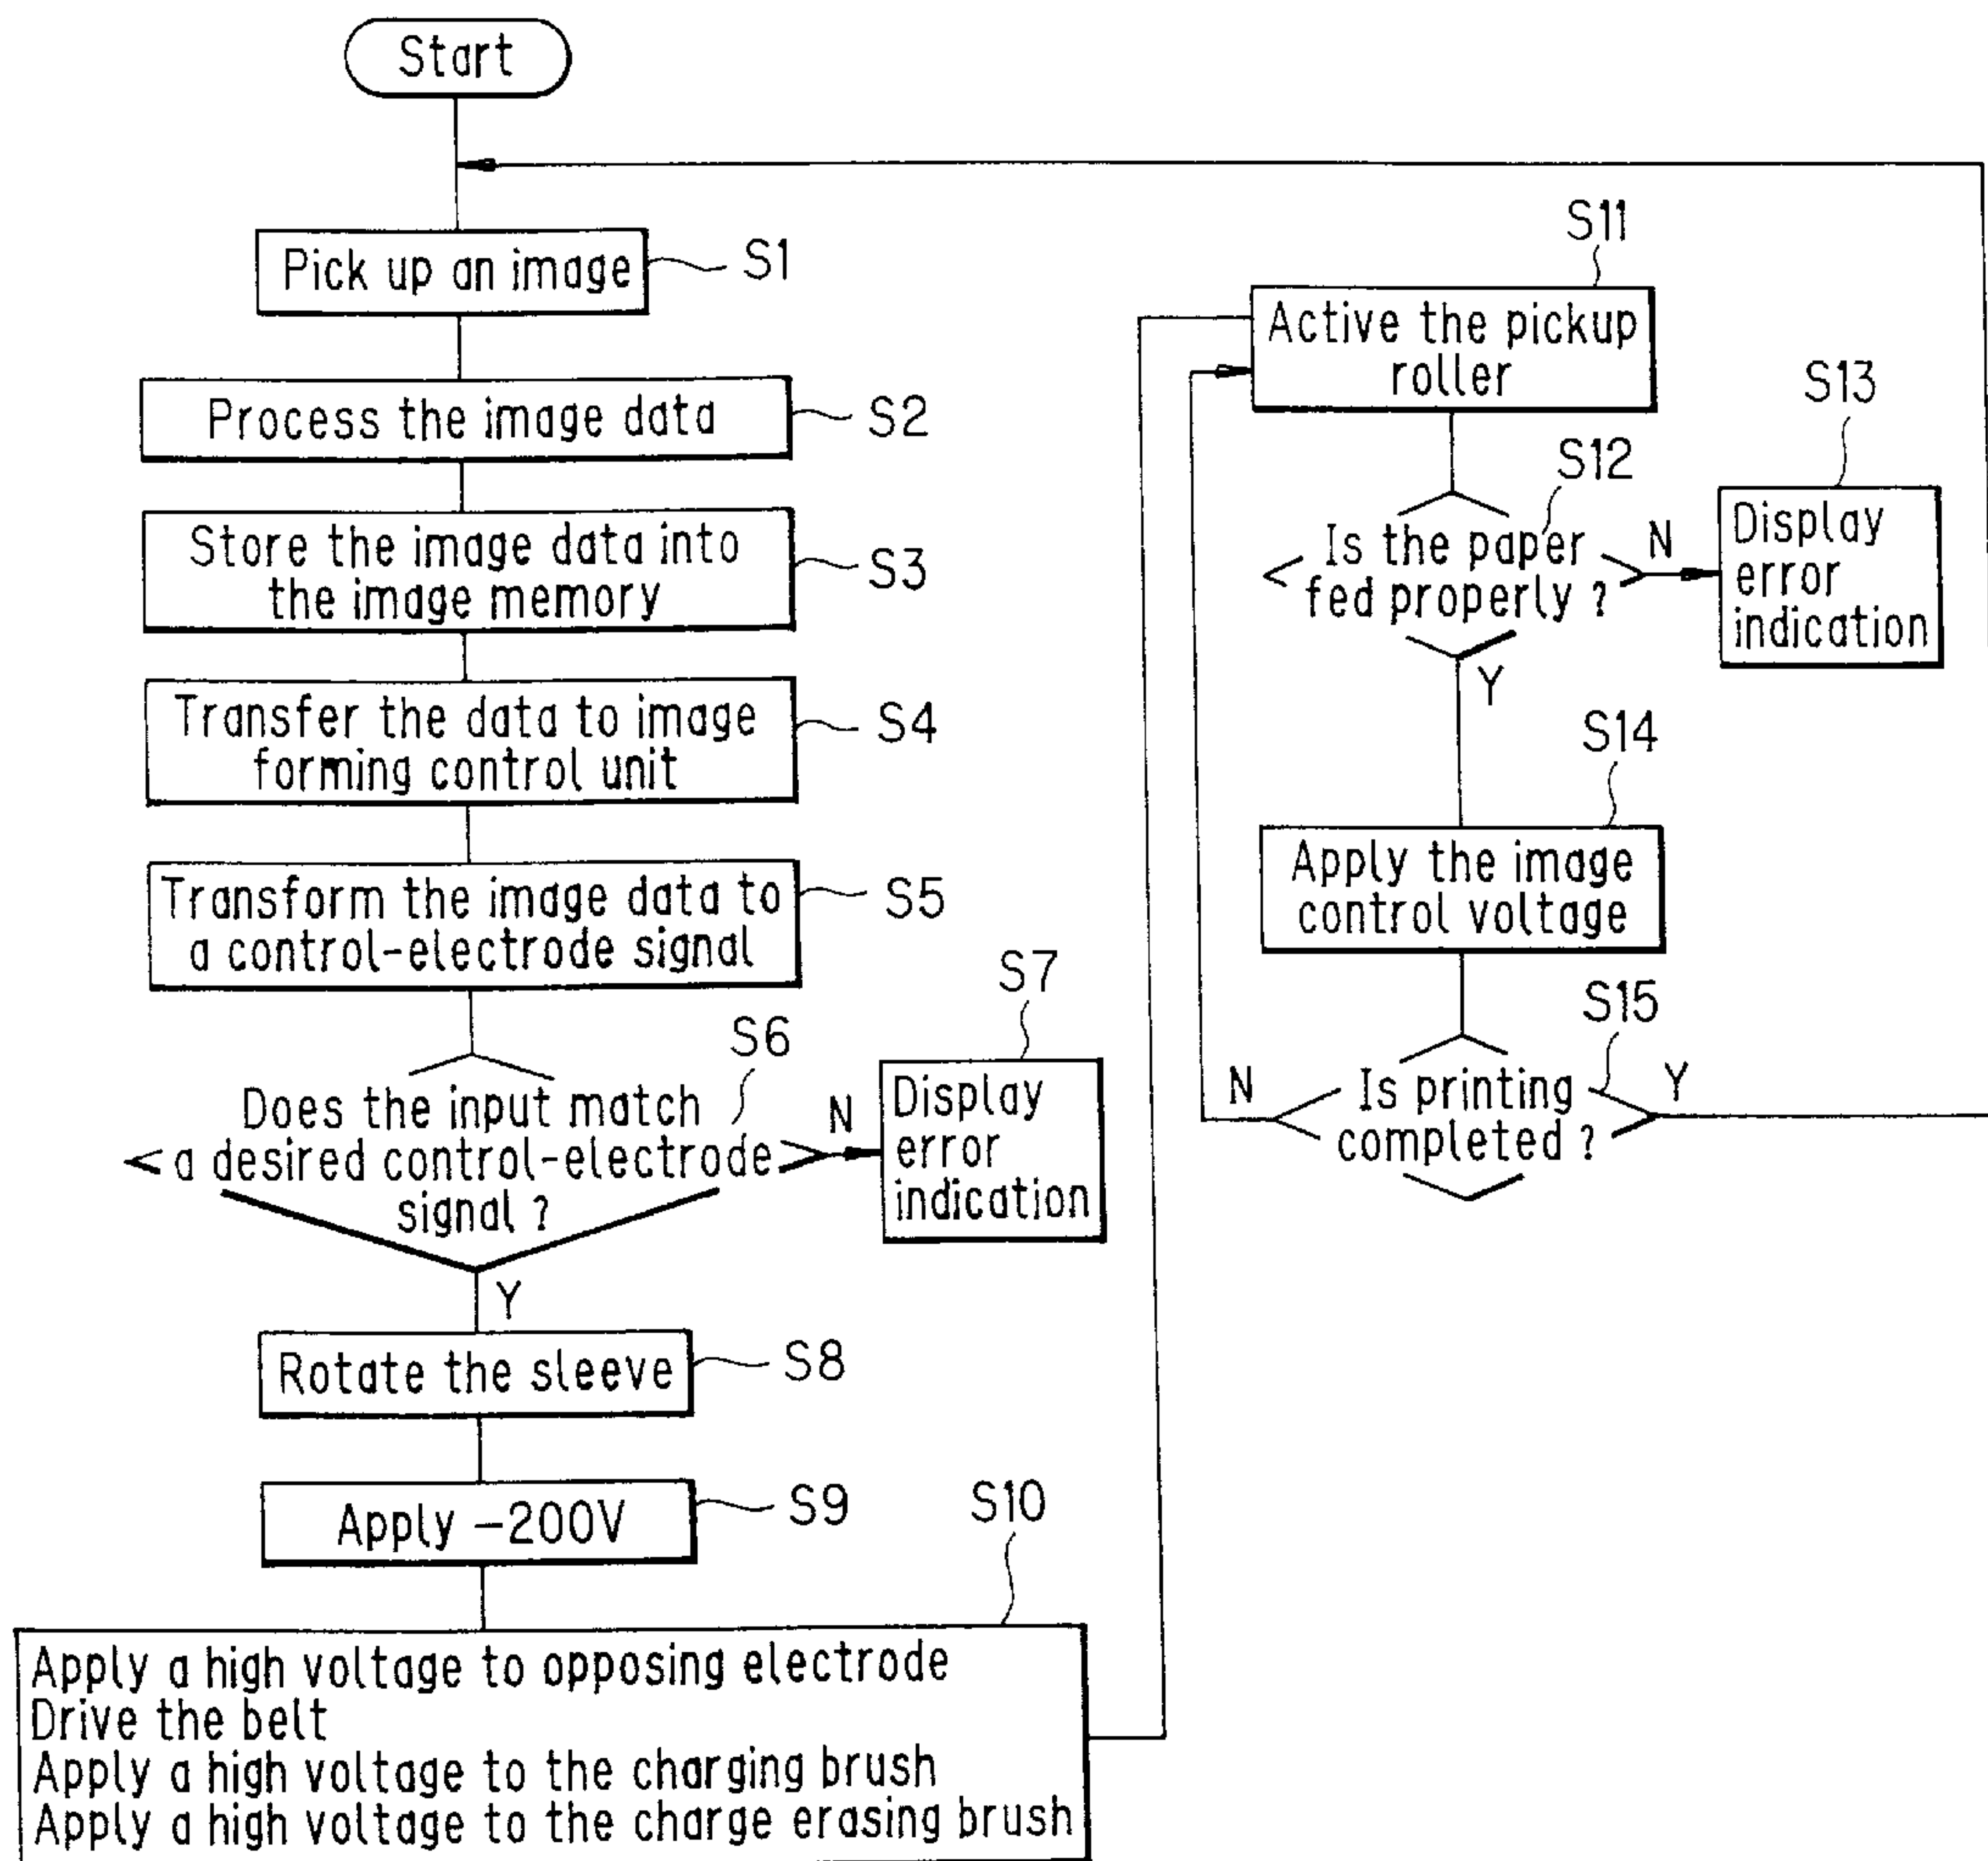 Start
Pick up an image
S1
Process the image data
S2
Store the image data into
the image memory
S3
Transfer the data to image
forming control unit
S4
Transform the image data to
a control-electrode signal
S5
Does the input match
a desired control-electrode
signal ?
S6
N
Display
error
indication
S7
Y
Rotate the sleeve
S8
Apply -200V
S9
Apply a high voltage to opposing electrode
Drive the belt
Apply a high voltage to the charging brush
Apply a high voltage to the charge erasing brush
S10
S11
Active the pickup
roller
S12
Is the paper
fed properly ?
N
S13
Display
error
indication
Y
S14
Apply the image
control voltage
S15
Is printing
completed ?
N
Y